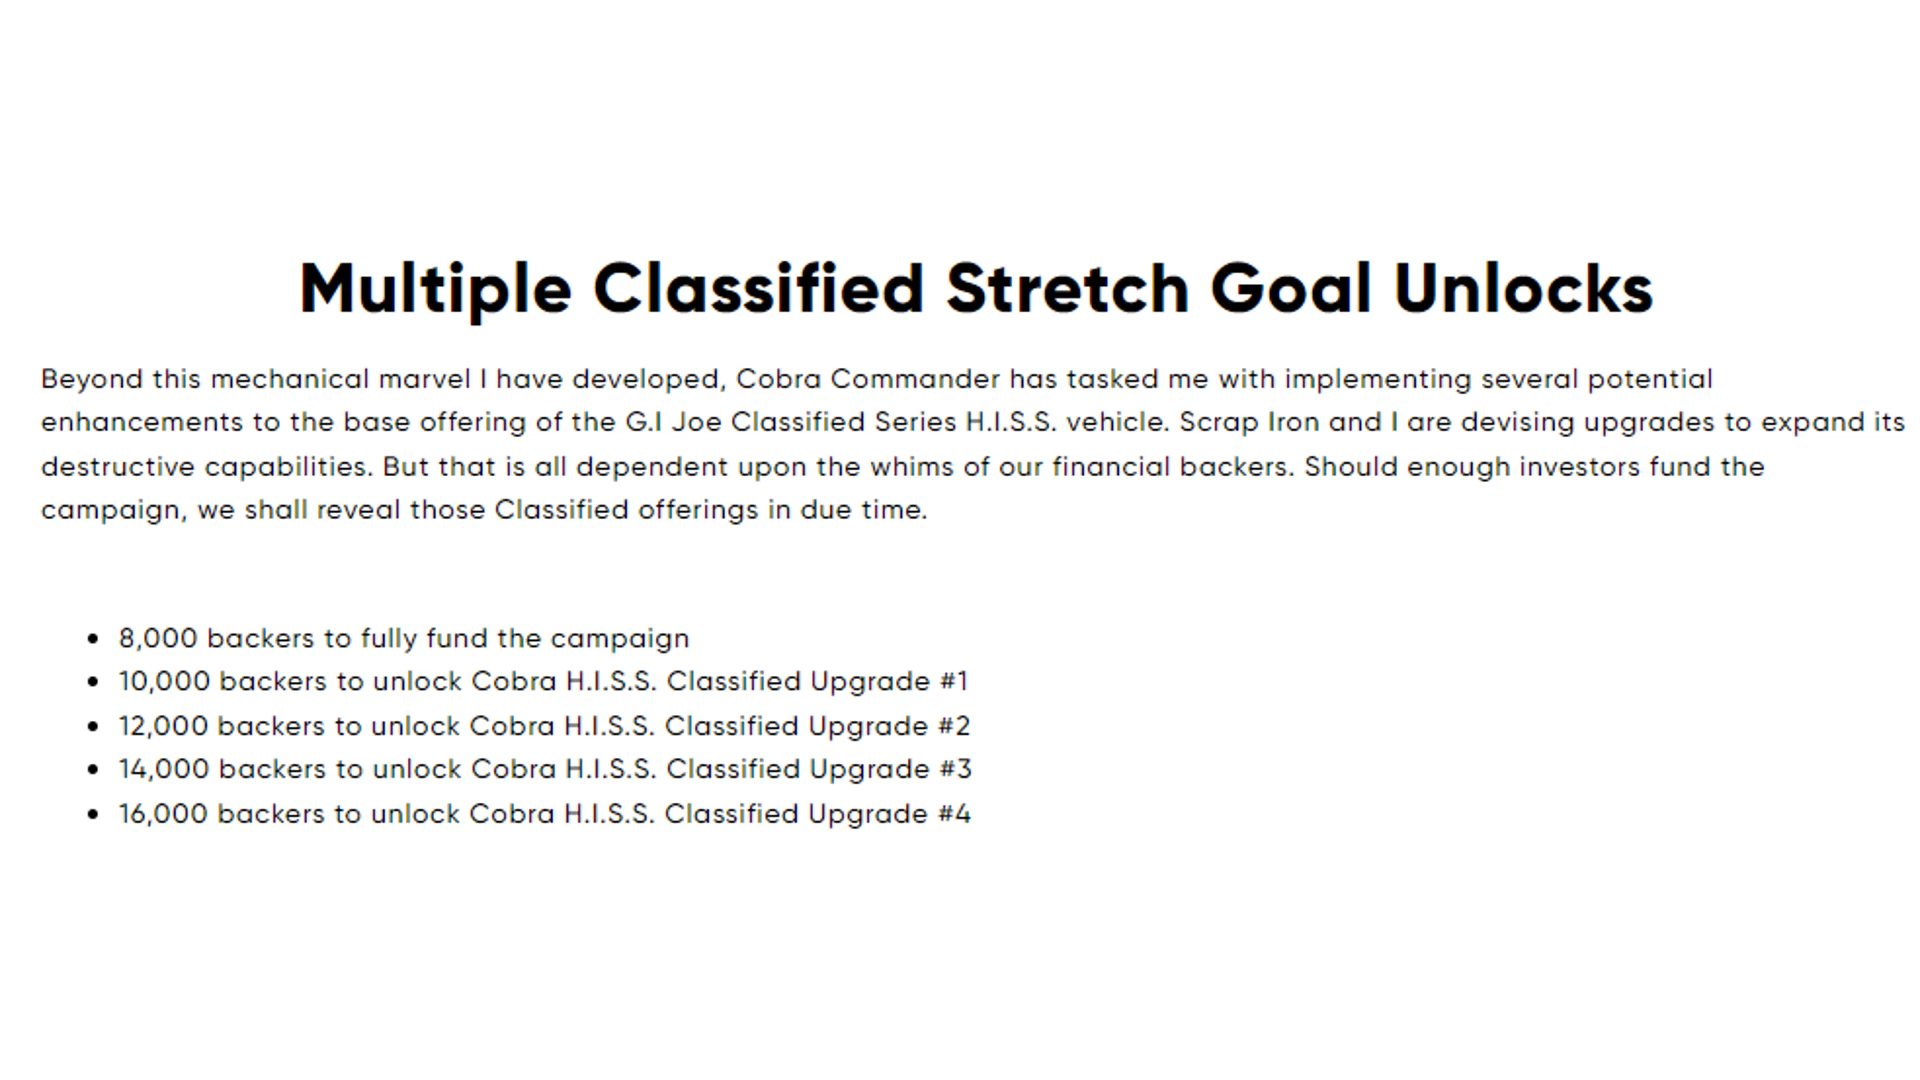 Multiple Classified Stretch Goal Unlocks
Beyond this mechanical marvel I have developed, Cobra Commander has tasked me with implementing several potential
enhancements to the base offering of the G.I Joe Classified Series H.I.S.S. vehicle. Scrap Iron and I are devising upgrades to expand its
destructive capabilities. But that is all dependent upon the whims of our financial backers. Should enough investors fund the
campaign, we shall reveal those Classified offerings in due time.
• 8,000 backers to fully fund the campaign
• 10,000 backers to unlock Cobra H.I.S.S. Classified Upgrade #1
• 12,000 backers to unlock Cobra H.I.S.S. Classified Upgrade #2
• 14,000 backers to unlock Cobra H.I.S.S. Classified Upgrade #3
• 16,000 backers to unlock Cobra H.I.S.S. Classified Upgrade #4